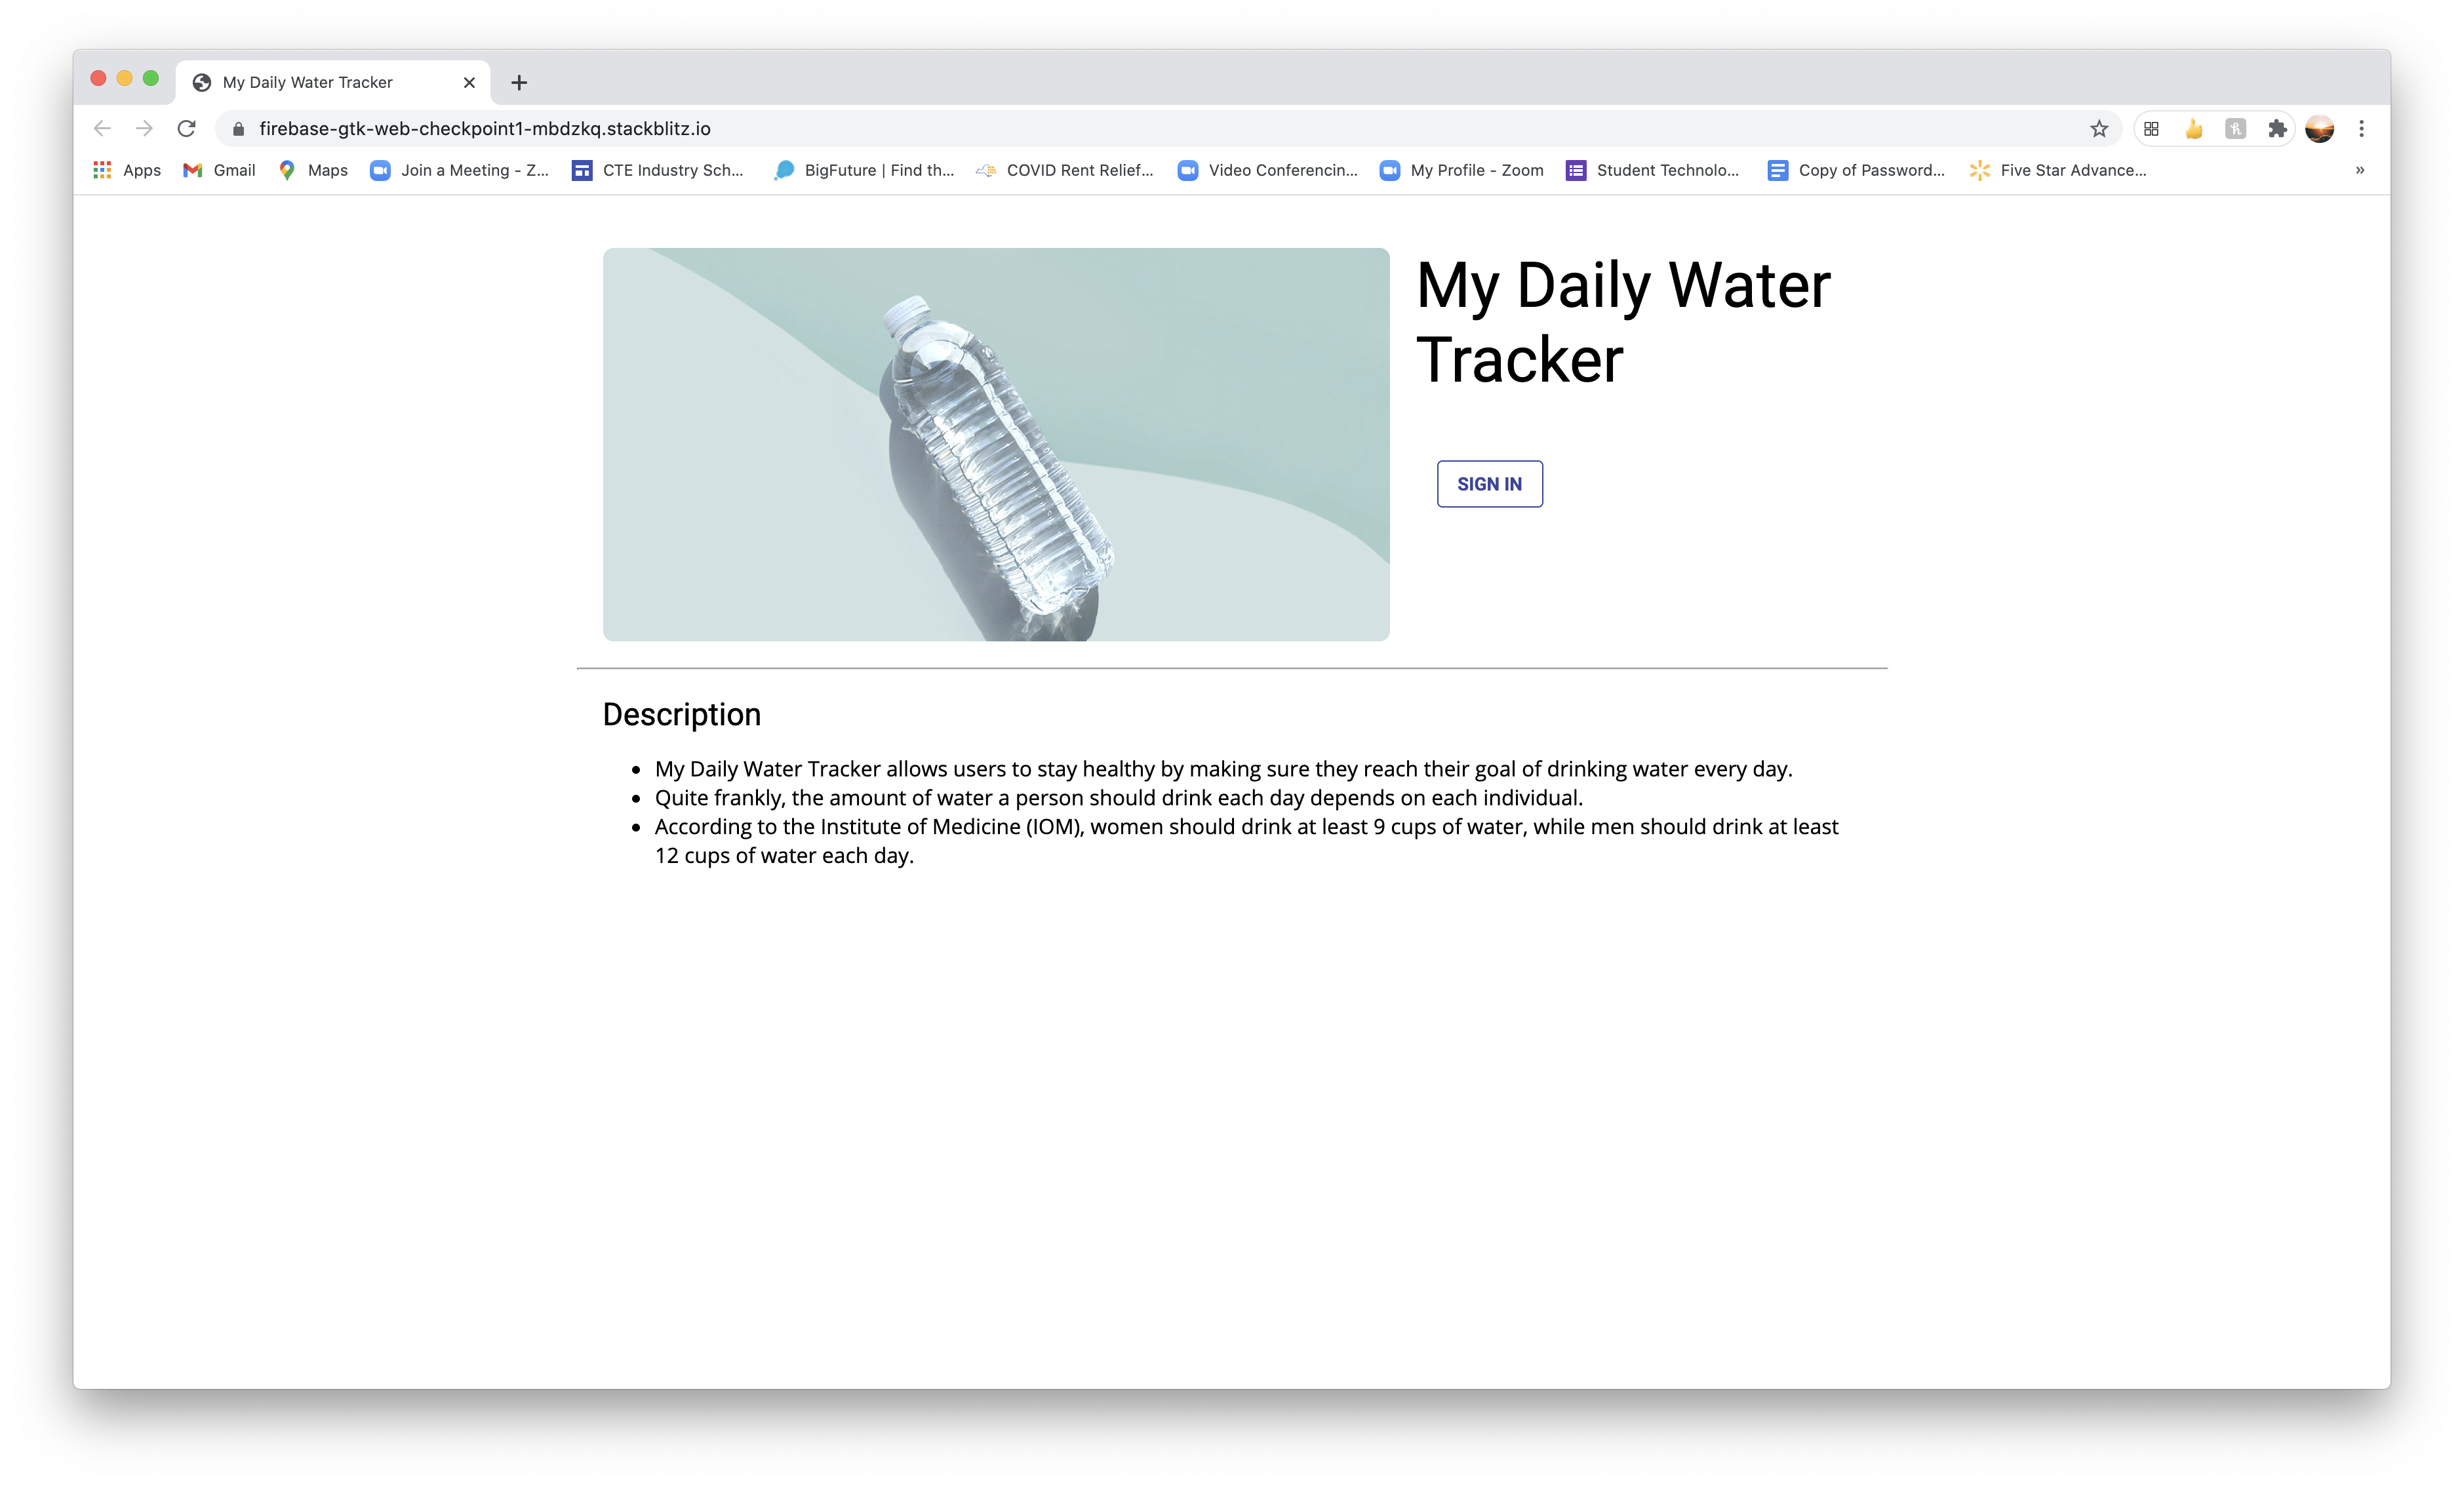 My Daily Water Tracker
firebase-gtk-web-checkpoint1-mbdzkq.stackblitz.io
Apps Gmail Maps Join a Meeting - Z... CTE Industry Sch... BigFuture | Find th... COVID Rent Relief... Video Conferencin... My Profile - Zoom Student Technolo... Copy of Password... Five Star Advance... »
My Daily Water
Tracker
SIGN IN
Description
• My Daily Water Tracker allows users to stay healthy by making sure they reach their goal of drinking water every day.
• Quite frankly, the amount of water a person should drink each day depends on each individual.
• According to the Institute of Medicine (IOM), women should drink at least 9 cups of water, while men should drink at least
12 cups of water each day.